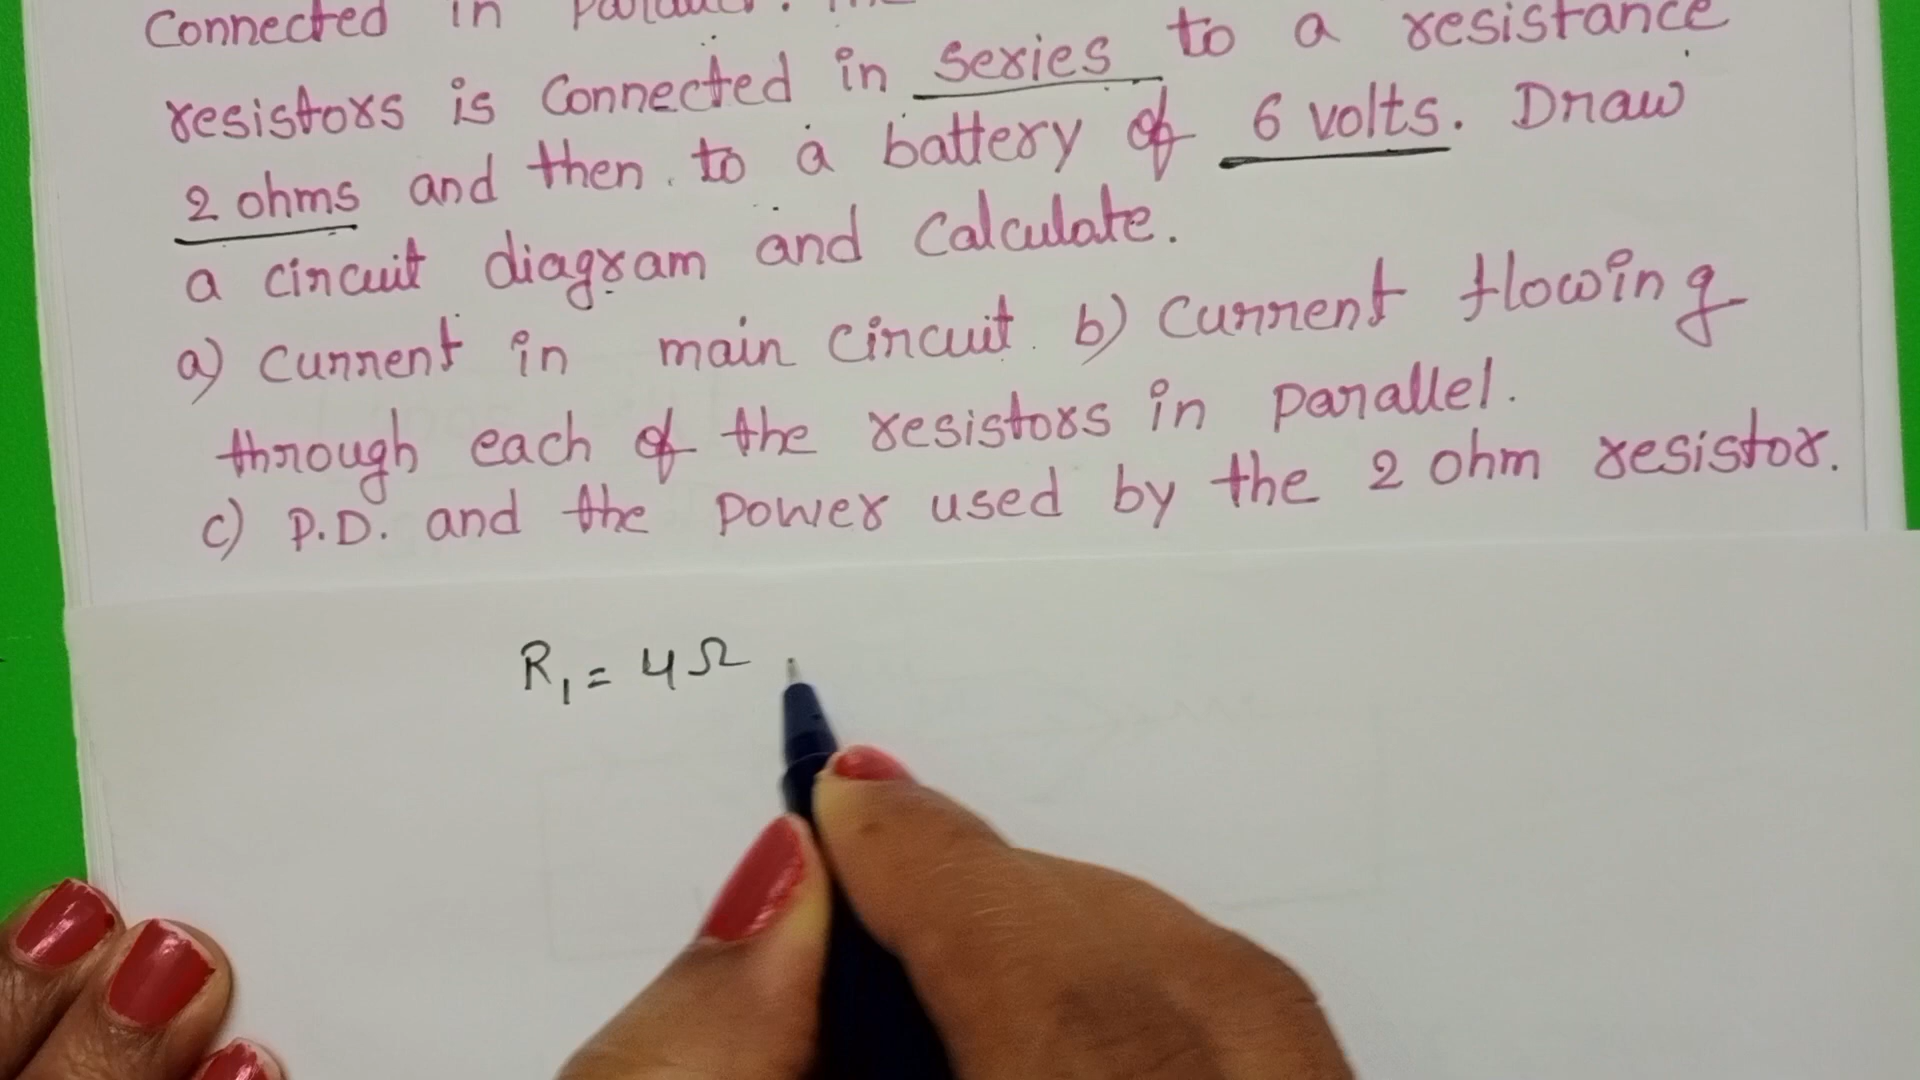 Connected in parallel. The
resistors is connected in series to a resistance
2 ohms and then to a battery of 6 volts. Draw
a circuit diagram and calculate.
a) current in main circuit. b) current flowing
through each of the resistors in parallel.
c) P.D. and the power used by the 2 ohm resistor.
R₁ = 4Ω